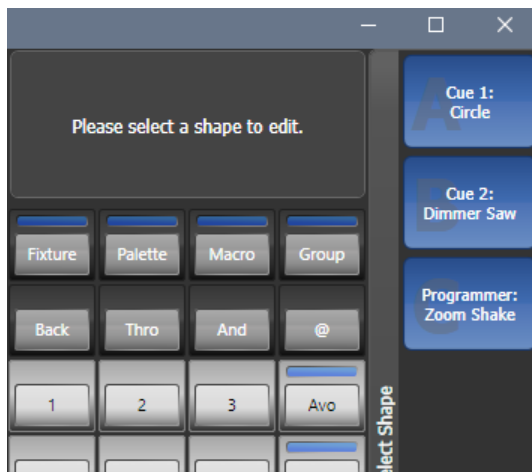 Please select a shape to edit.
A
Cue 1:
Circle
B
Cue 2:
Dimmer Saw
C
Programmer:
Zoom Shake
Fixture
Palette
Macro
Group
Back
Thro
And
@
1
2
3
Avo
Select Shape